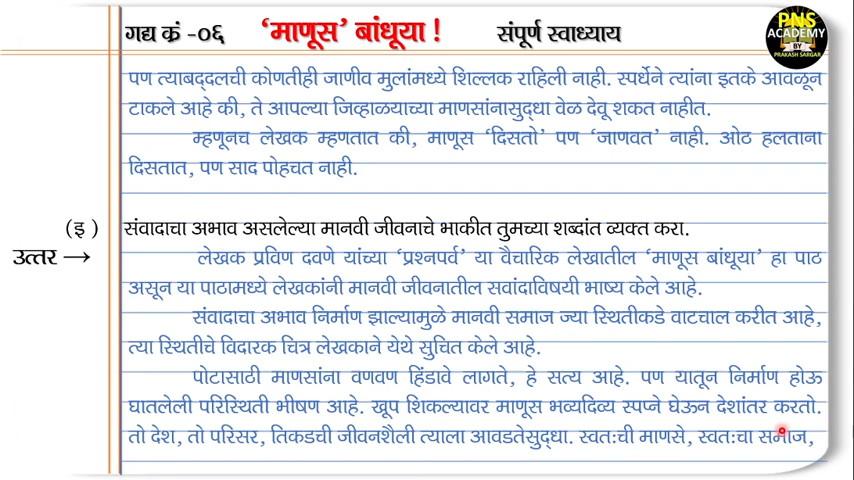 गद्य क्रं -०६ ‘माणूस’ बांधूया ! संपूर्ण स्वाध्याय
PNS
ACADEMY
BY
PRAKASH SARGAR
पण त्याबद्दलची कोणतीही जाणीव मुलांमध्ये शिल्लक राहिली नाही. स्पर्धेने त्यांना इतके आवळून
टाकले आहे की, ते आपल्या जिव्हाळयाच्या माणसांनासुद्धा वेळ देवू शकत नाहीत.
म्हणूनच लेखक म्हणतात की, माणूस ‘दिसतो’ पण ‘जाणवत’ नाही. ओठ हलताना
दिसतात, पण साद पोहचत नाही.
(इ ) संवादाचा अभाव असलेल्या मानवी जीवनाचे भाकीत तुमच्या शब्दांत व्यक्त करा.
उत्तर → लेखक प्रविण दवणे यांच्या ‘प्रश्नपर्व’ या वैचारिक लेखातील ‘माणूस बांधूया’ हा पाठ
असून या पाठामध्ये लेखकांनी मानवी जीवनातील सवांदाविषयी भाष्य केले आहे.
संवादाचा अभाव निर्माण झाल्यामुळे मानवी समाज ज्या स्थितीकडे वाटचाल करीत आहे,
त्या स्थितीचे विदारक चित्र लेखकाने येथे सुचित केले आहे.
पोटासाठी माणसांना वणवण हिंडावे लागते, हे सत्य आहे. पण यातून निर्माण होऊ
घातलेली परिस्थिती भीषण आहे. खूप शिकल्यावर माणूस भव्यदिव्य स्पप्ने घेऊन देशांतर करतो.
तो देश, तो परिसर, तिकडची जीवनशैली त्याला आवडतेसुद्धा. स्वतःची माणसे, स्वतःचा समाज,